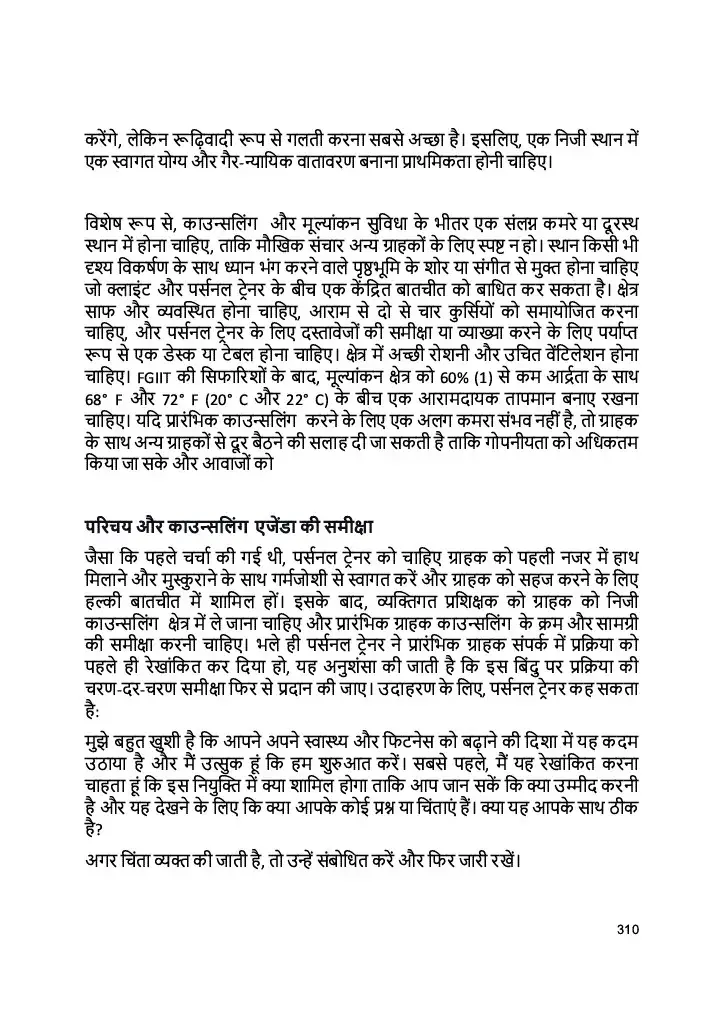 करेंगे, लेकिन रूढ़िवादी रूप से गलती करना सबसे अच्छा है। इसलिए, एक निजी स्थान में
एक स्वागत योग्य और गैर-न्यायिक वातावरण बनाना प्राथमिकता होनी चाहिए।
विशेष रूप से, काउन्सलिंग और मूल्यांकन सुविधा के भीतर एक संलग्न कमरे या दूरस्थ
स्थान में होना चाहिए, ताकि मौखिक संचार अन्य ग्राहकों के लिए स्पष्ट न हो। स्थान किसी भी
दृश्य विकर्षण के साथ ध्यान भंग करने वाले पृष्ठभूमि के शोर या संगीत से मुक्त होना चाहिए
जो क्लाइंट और पर्सनल ट्रेनर के बीच एक केंद्रित बातचीत को बाधित कर सकता है। क्षेत्र
साफ और व्यवस्थित होना चाहिए, आराम से दो से चार कुर्सियों को समायोजित करना
चाहिए, और पर्सनल ट्रेनर के लिए दस्तावेजों की समीक्षा या व्याख्या करने के लिए पर्याप्त
रूप से एक डेस्क या टेबल होना चाहिए। क्षेत्र में अच्छी रोशनी और उचित वेंटिलेशन होना
चाहिए। FGIIT की सिफारिशों के बाद, मूल्यांकन क्षेत्र को 60% (1) से कम आर्द्रता के साथ
68° F और 72° F (20° C और 22° C) के बीच एक आरामदायक तापमान बनाए रखना
चाहिए। यदि प्रारंभिक काउन्सलिंग करने के लिए एक अलग कमरा संभव नहीं है, तो ग्राहक
के साथ अन्य ग्राहकों से दूर बैठने की सलाह दी जा सकती है ताकि गोपनीयता को अधिकतम
किया जा सके और आवाजों को
परिचय और काउन्सलिंग एजेंडा की समीक्षा
जैसा कि पहले चर्चा की गई थी, पर्सनल ट्रेनर को चाहिए ग्राहक को पहली नजर में हाथ
मिलाने और मुस्कुराने के साथ गर्मजोशी से स्वागत करें और ग्राहक को सहज करने के लिए
हल्की बातचीत में शामिल हों। इसके बाद, व्यक्तिगत प्रशिक्षक को ग्राहक को निजी
काउन्सलिंग क्षेत्र में ले जाना चाहिए और प्रारंभिक ग्राहक काउन्सलिंग के क्रम और सामग्री
की समीक्षा करनी चाहिए। भले ही पर्सनल ट्रेनर ने प्रारंभिक ग्राहक संपर्क में प्रक्रिया को
पहले ही रेखांकित कर दिया हो, यह अनुशंसा की जाती है कि इस बिंदु पर प्रक्रिया की
चरण-दर-चरण समीक्षा फिर से प्रदान की जाए। उदाहरण के लिए, पर्सनल ट्रेनर कह सकता
है:
मुझे बहुत खुशी है कि आपने अपने स्वास्थ्य और फिटनेस को बढ़ाने की दिशा में यह कदम
उठाया है और मैं उत्सुक हूं कि हम शुरुआत करें। सबसे पहले, मैं यह रेखांकित करना
चाहता हूं कि इस नियुक्ति में क्या शामिल होगा ताकि आप जान सकें कि क्या उम्मीद करनी
है और यह देखने के लिए कि क्या आपके कोई प्रश्न या चिंताएं हैं। क्या यह आपके साथ ठीक
है?
अगर चिंता व्यक्त की जाती है, तो उन्हें संबोधित करें और फिर जारी रखें।
310